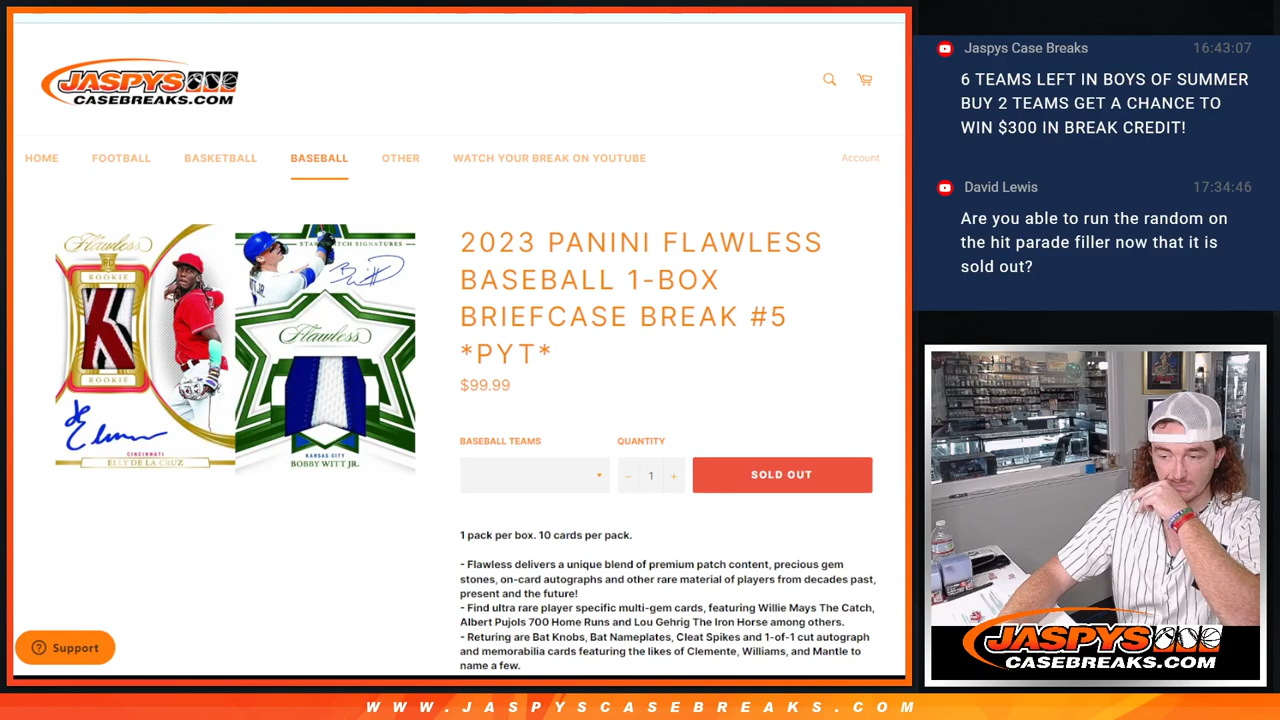 JASPYS
CASEBREAKS.COM
HOME FOOTBALL BASKETBALL BASEBALL OTHER WATCH YOUR BREAK ON YOUTUBE Account
Flawless
ROOKIE
ROOKIE
CINCINNATI
ELLY DE LA CRUZ
STAR PATCH SIGNATURES
Flawless
KANSAS CITY
BOBBY WITT JR.
2023 PANINI FLAWLESS
BASEBALL 1-BOX
BRIEFCASE BREAK #5
*PYT*
$99.99
BASEBALL TEAMS QUANTITY
− 1 + SOLD OUT
1 pack per box. 10 cards per pack.
- Flawless delivers a unique blend of premium patch content, precious gem
stones, on-card autographs and other rare material of players from decades past,
present and the future!
- Find ultra rare player specific multi-gem cards, featuring Willie Mays The Catch,
Albert Pujols 700 Home Runs and Lou Gehrig The Iron Horse among others.
- Returing are Bat Knobs, Bat Nameplates, Cleat Spikes and 1-of-1 cut autograph
and memorabilia cards featuring the likes of Clemente, Williams, and Mantle to
name a few.
Support
Jaspys Case Breaks 16:43:07
6 TEAMS LEFT IN BOYS OF SUMMER
BUY 2 TEAMS GET A CHANCE TO
WIN $300 IN BREAK CREDIT!
David Lewis 17:34:46
Are you able to run the random on
the hit parade filler now that it is
sold out?
JASPYS
CASEBREAKS.COM
WWW.JASPYSCASEBREAKS.COM